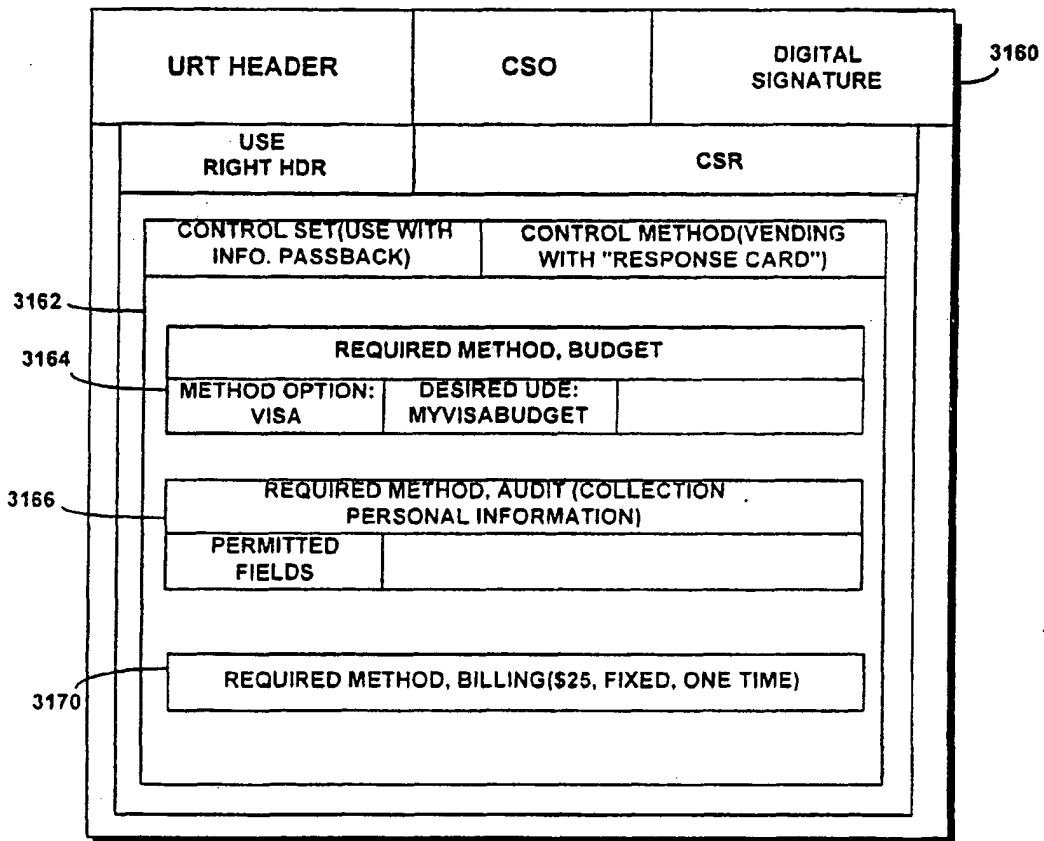 URT HEADER
CSO
DIGITAL
SIGNATURE
3160
USE
RIGHT HDR
CSR
CONTROL SET(USE WITH
INFO. PASSBACK)
CONTROL METHOD(VENDING
WITH "RESPONSE CARD")
3162
REQUIRED METHOD, BUDGET
3164
METHOD OPTION:
VISA
DESIRED UDE:
MYVISABUDGET
3166
REQUIRED METHOD, AUDIT (COLLECTION
PERSONAL INFORMATION)
PERMITTED
FIELDS
REQUIRED METHOD, BILLING($25, FIXED, ONE TIME)
3170